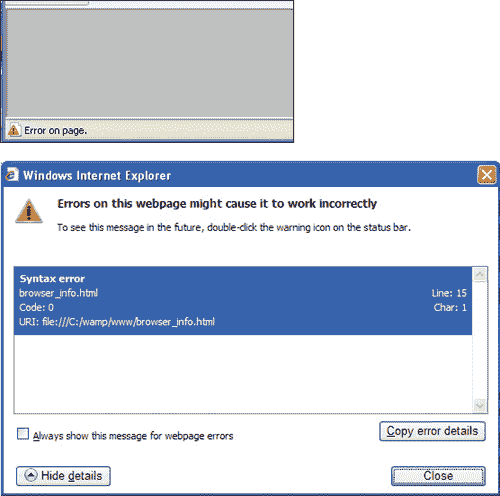 Error on page.
Windows Internet Explorer
Errors on this webpage might cause it to work incorrectly
To see this message in the future, double-click the warning icon on the status bar.
Syntax error
browser_info.html Line: 15
Code: 0 Char: 1
URI: file:///C:/wamp/www/browser_info.html
Always show this message for webpage errors
Copy error details
Hide details
Close